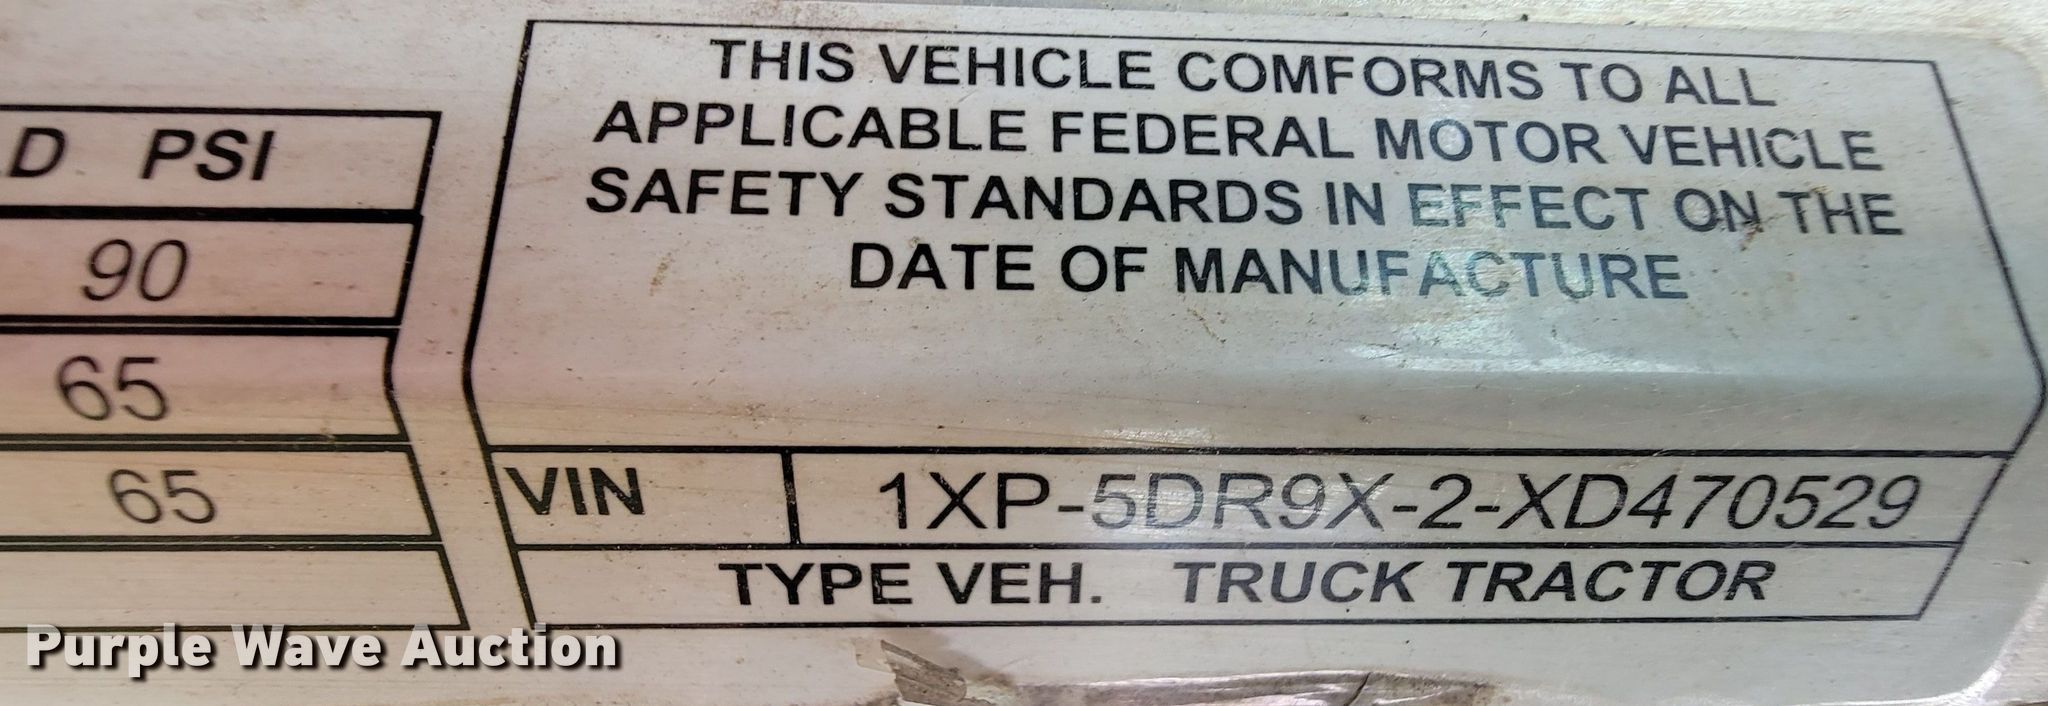 D PSI
90
65
65
THIS VEHICLE COMFORMS TO ALL
APPLICABLE FEDERAL MOTOR VEHICLE
SAFETY STANDARDS IN EFFECT ON THE
DATE OF MANUFACTURE
VIN 1XP-5DR9X-2-XD470529
TYPE VEH. TRUCK TRACTOR
Purple Wave Auction